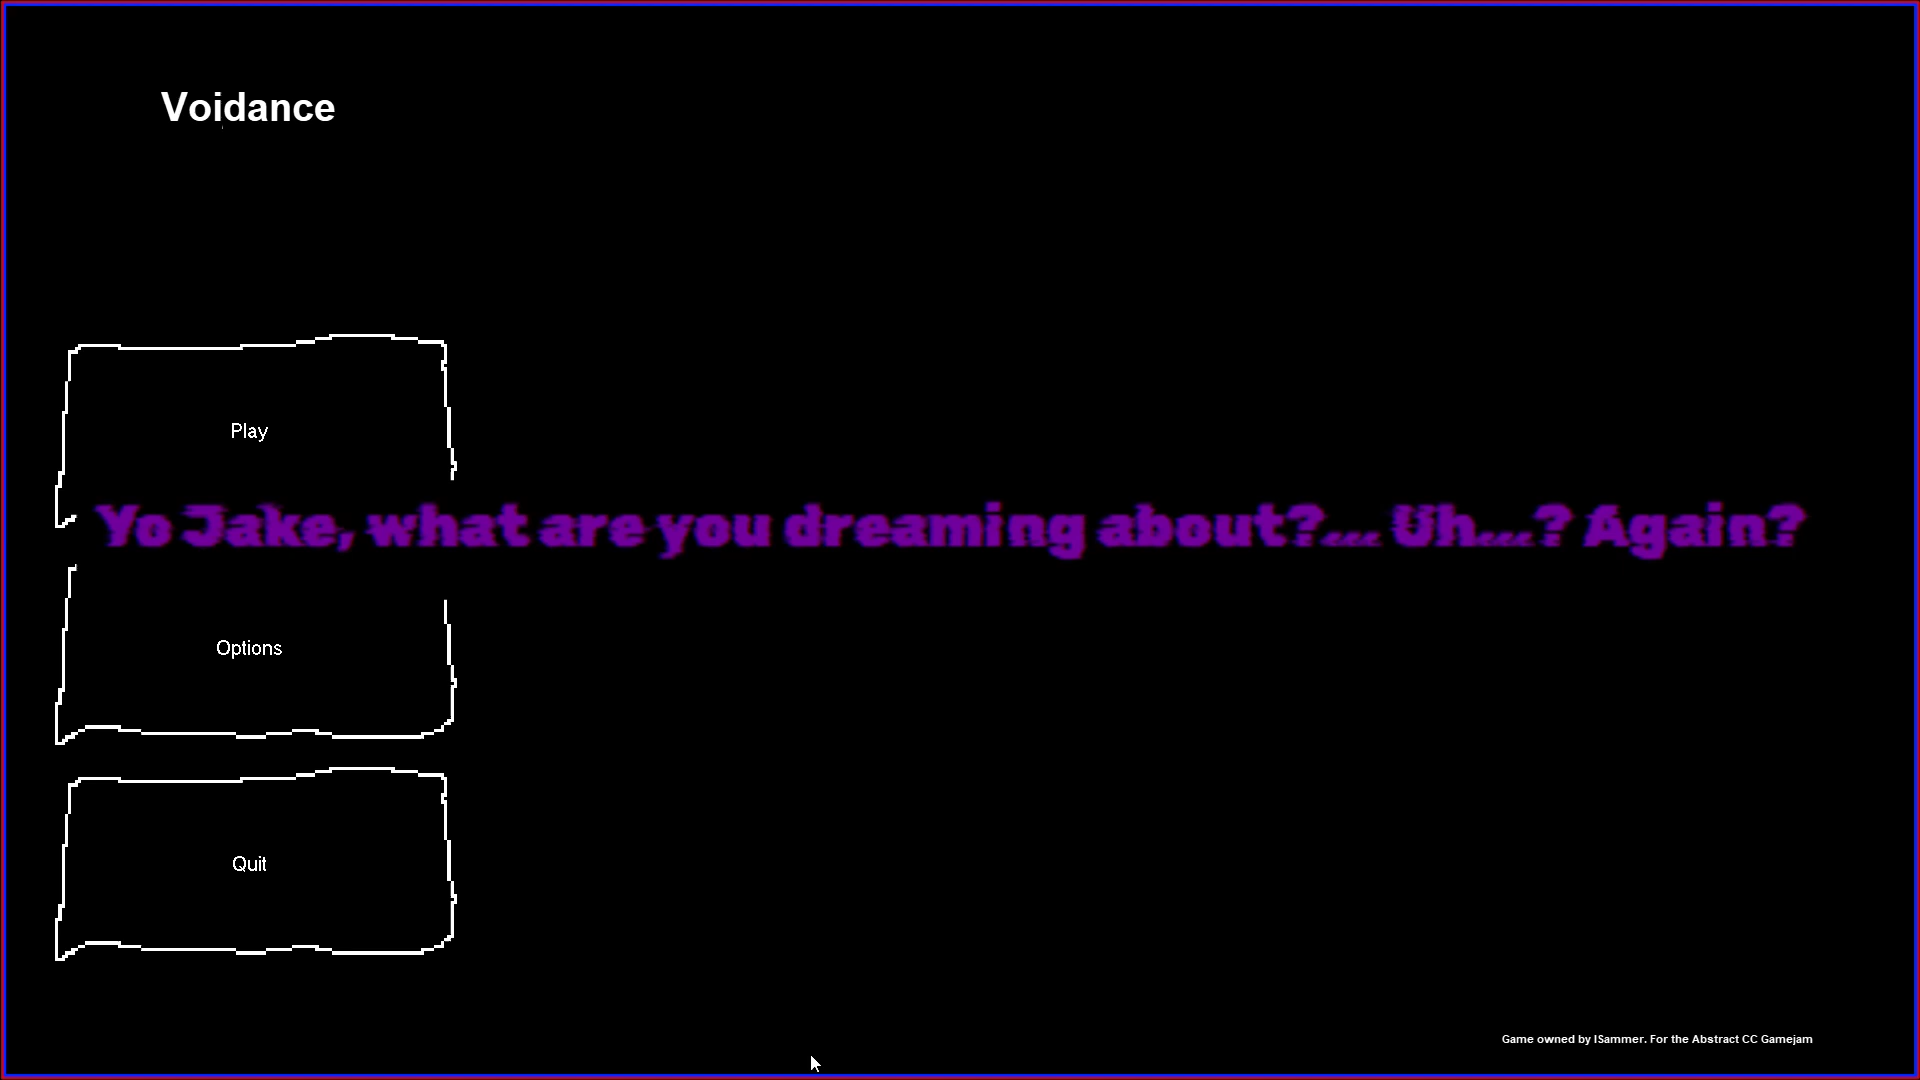 Voidance
Play
Yo Jake, what are you dreaming about?... Uh...? Again?
Options
Quit
Game owned by ISammer. For the Abstract CC Gamejam